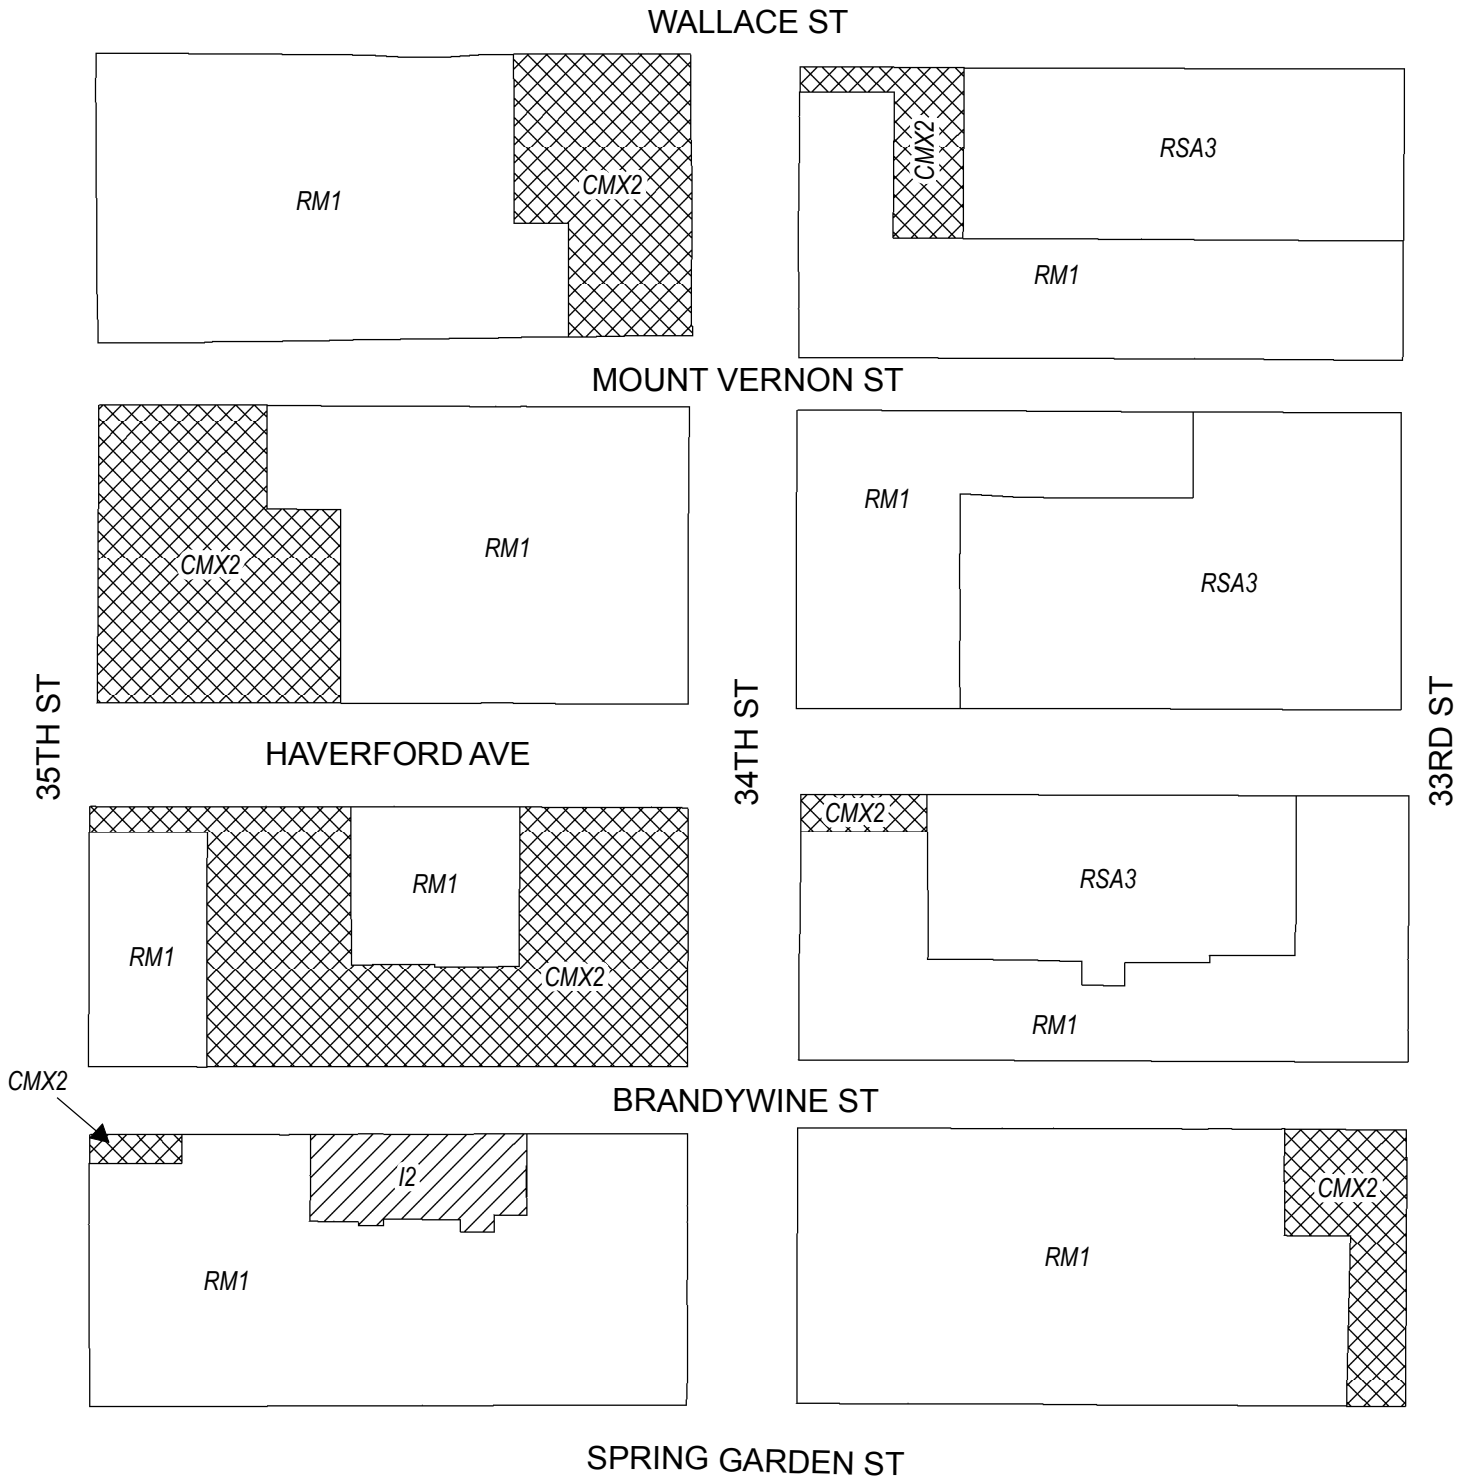 WALLACE ST
RM1
CMX2
CMX2
RSA3
RM1
MOUNT VERNON ST
CMX2
RM1
RM1
RSA3
35TH ST
HAVERFORD AVE
34TH ST
33RD ST
RM1
RM1
CMX2
CMX2
RSA3
RM1
CMX2
BRANDYWINE ST
I2
RM1
CMX2
RM1
SPRING GARDEN ST